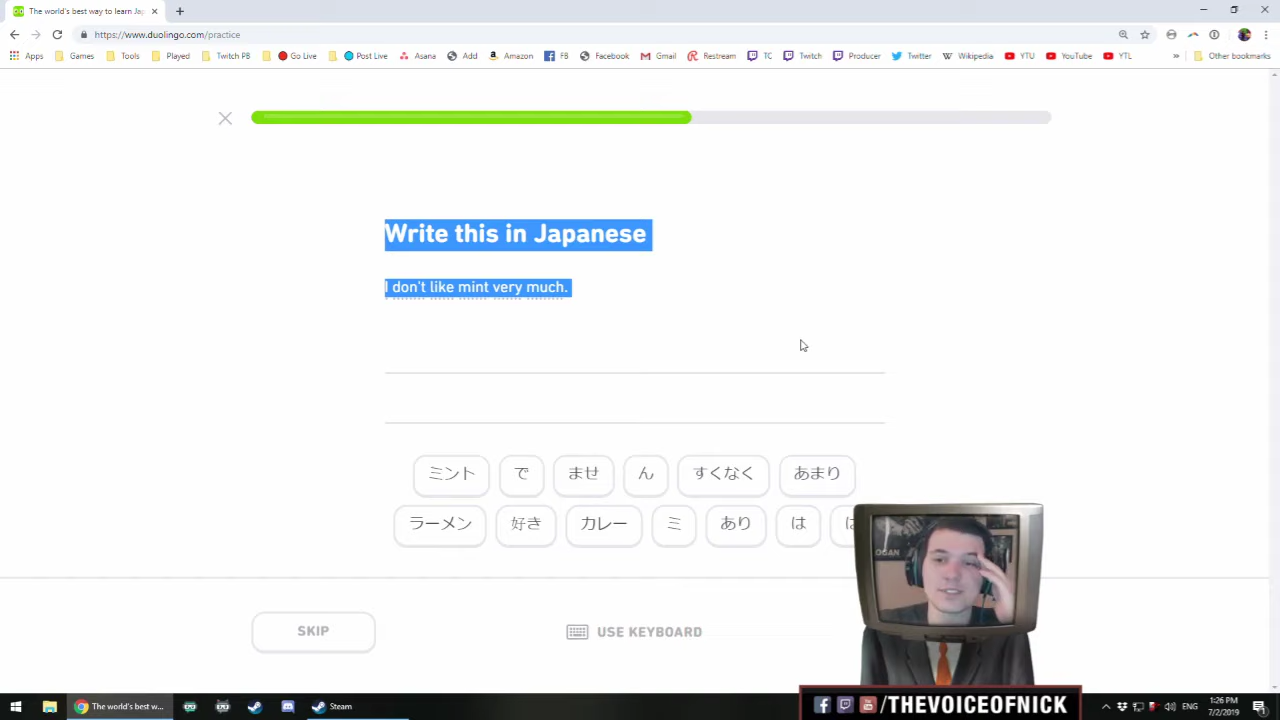 The world's best way to learn Jap
https://www.duolingo.com/practice
Apps Games Tools Played Twitch PB Go Live Post Live Asana Add Amazon FB Facebook Gmail Restream TC Twitch Producer Twitter Wikipedia YTU YouTube YTL » Other bookmarks
Write this in Japanese
I don't like mint very much.
ミント で ませ ん すくなく あまり
ラーメン 好き カレー ミ あり は
OGAN
SKIP USE KEYBOARD
/THEVOICEOFNICK
The world's best w... Steam ENG 1:26 PM
7/2/2019